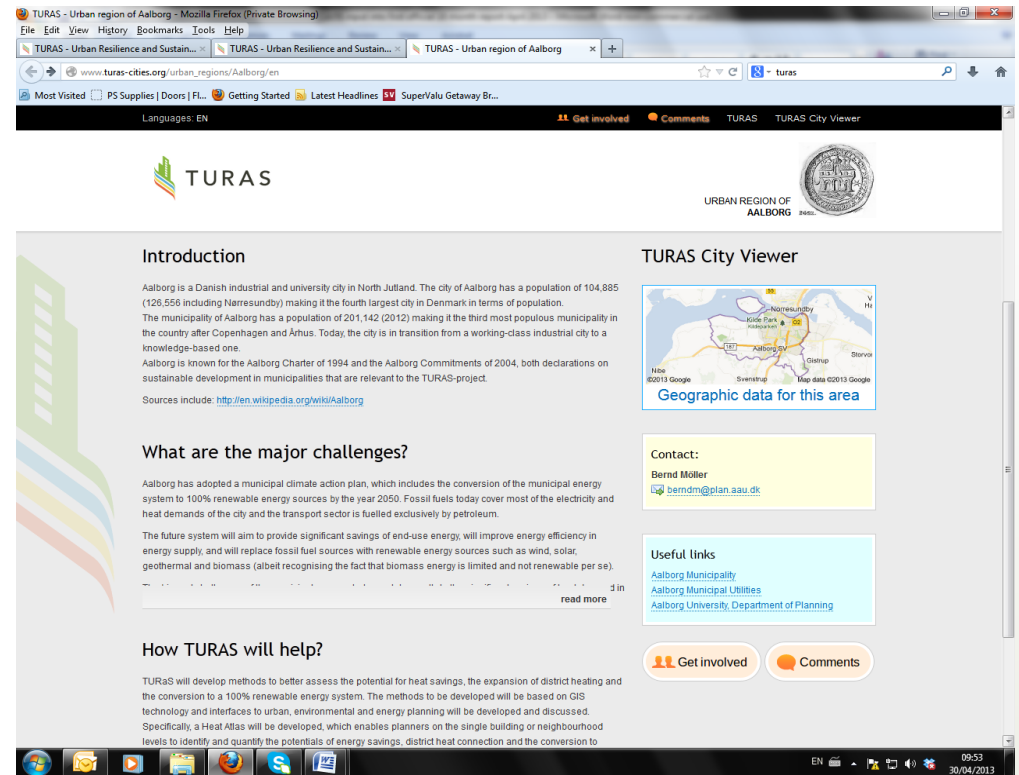 TURAS - Urban region of Aalborg - Mozilla Firefox (Private Browsing)
File Edit View History Bookmarks Tools Help
TURAS - Urban Resilience and Sustain... TURAS - Urban Resilience and Sustain... TURAS - Urban region of Aalborg
www.turas-cities.org/urban_regions/Aalborg/en
turas
Most Visited PS Supplies | Doors | Fl... Getting Started Latest Headlines SV SuperValu Getaway Br...
Languages: EN Get involved Comments TURAS TURAS City Viewer
TURAS
URBAN REGION OF
AALBORG
Introduction
Aalborg is a Danish industrial and university city in North Jutland. The city of Aalborg has a population of 104,885
(126,556 including Nørresundby) making it the fourth largest city in Denmark in terms of population.
The municipality of Aalborg has a population of 201,142 (2012) making it the third most populous municipality in
the country after Copenhagen and Århus. Today, the city is in transition from a working-class industrial city to a
knowledge-based one.
Aalborg is known for the Aalborg Charter of 1994 and the Aalborg Commitments of 2004, both declarations on
sustainable development in municipalities that are relevant to the TURAS-project.
Sources include: http://en.wikipedia.org/wiki/Aalborg
What are the major challenges?
Aalborg has adopted a municipal climate action plan, which includes the conversion of the municipal energy
system to 100% renewable energy sources by the year 2050. Fossil fuels today cover most of the electricity and
heat demands of the city and the transport sector is fuelled exclusively by petroleum.
The future system will aim to provide significant savings of end-use energy, will improve energy efficiency in
energy supply, and will replace fossil fuel sources with renewable energy sources such as wind, solar,
geothermal and biomass (albeit recognising the fact that biomass energy is limited and not renewable per se).
read more
How TURAS will help?
TURaS will develop methods to better assess the potential for heat savings, the expansion of district heating and
the conversion to a 100% renewable energy system. The methods to be developed will be based on GIS
technology and interfaces to urban, environmental and energy planning will be developed and discussed.
Specifically, a Heat Atlas will be developed, which enables planners on the single building or neighbourhood
levels to identify and quantify the potentials of energy savings, district heat connection and the conversion to
TURAS City Viewer
Nørresundby
Kilde Park
Kildeparken
187
Aalborg SV
Gistrup
Storvor
Nibe
Svenstrup
©2013 Google Map data ©2013 Google
Geographic data for this area
Contact:
Bernd Möller
berndm@plan.aau.dk
Useful links
Aalborg Municipality
Aalborg Municipal Utilities
Aalborg University, Department of Planning
Get involved Comments
EN 09:53
30/04/2013